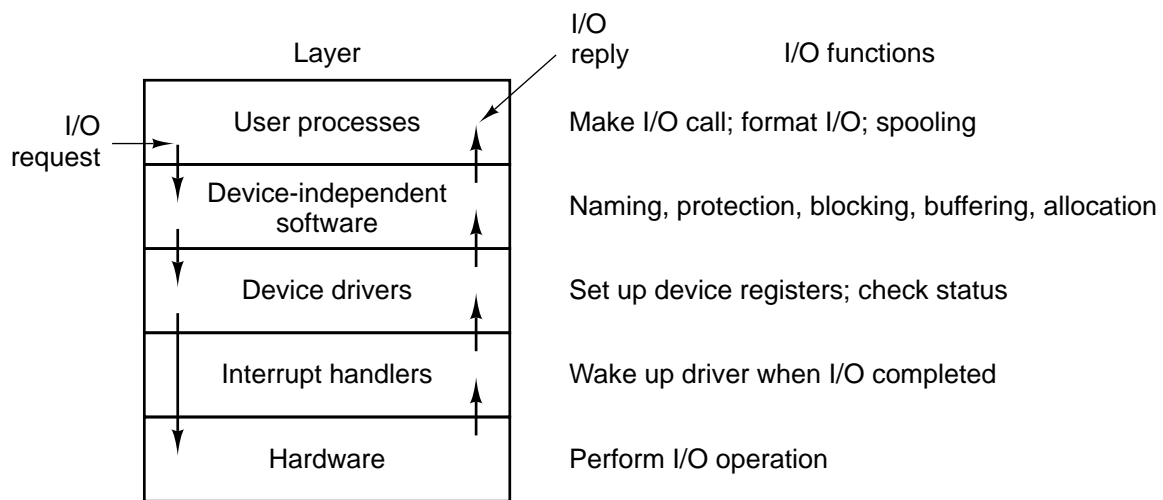 Layer
I/O
reply
I/O functions
I/O
request
User processes
Make I/O call; format I/O; spooling
Device-independent
software
Naming, protection, blocking, buffering, allocation
Device drivers
Set up device registers; check status
Interrupt handlers
Wake up driver when I/O completed
Hardware
Perform I/O operation